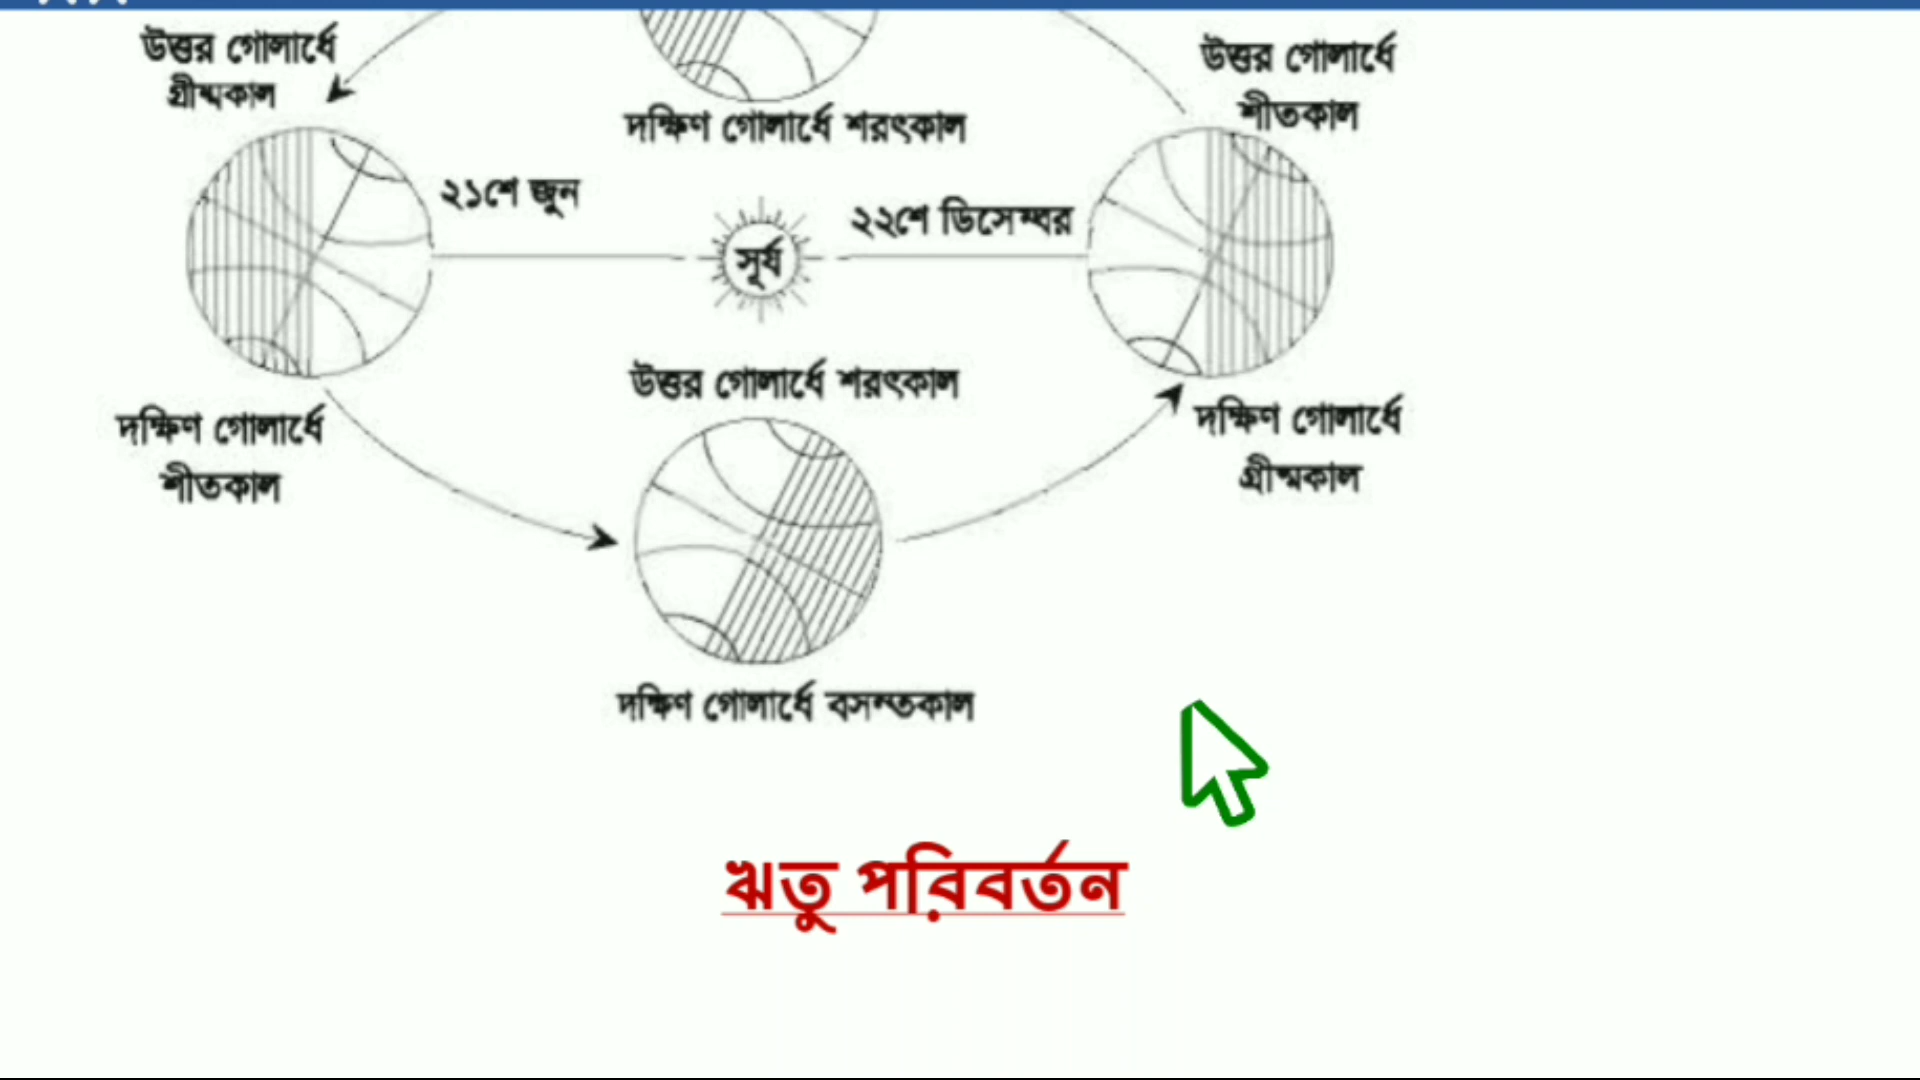 উত্তর গোলার্ধে
গ্রীষ্মকাল
উত্তর গোলার্ধে
শীতকাল
দক্ষিণ গোলার্ধে শরৎকাল
২১শে জুন
২২শে ডিসেম্বর
সূর্য
উত্তর গোলার্ধে শরৎকাল
দক্ষিণ গোলার্ধে
শীতকাল
দক্ষিণ গোলার্ধে
গ্রীষ্মকাল
দক্ষিণ গোলার্ধে বসন্তকাল
ঋতু পরিবর্তন